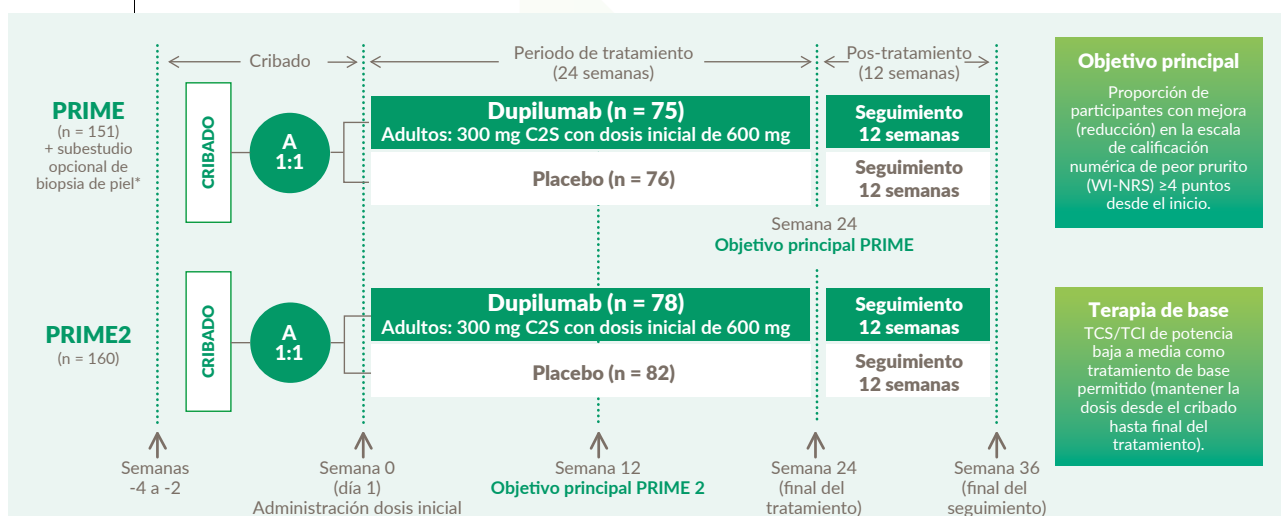 Cribado
Periodo de tratamiento
(24 semanas)
Pos-tratamiento
(12 semanas)
PRIME
(n = 151)
+ subestudio
opcional de
biopsia de piel*
CRIBADO
A
1:1
Dupilumab (n = 75)
Adultos: 300 mg C2S con dosis inicial de 600 mg
Placebo (n = 76)
Seguimiento
12 semanas
Seguimiento
12 semanas
Semana 24
Objetivo principal PRIME
PRIME2
(n = 160)
CRIBADO
A
1:1
Dupilumab (n = 78)
Adultos: 300 mg C2S con dosis inicial de 600 mg
Placebo (n = 82)
Seguimiento
12 semanas
Seguimiento
12 semanas
Semanas
-4 a -2
Semana 0
(día 1)
Administración dosis inicial
Semana 12
Objetivo principal PRIME 2
Semana 24
(final del
tratamiento)
Semana 36
(final del
seguimiento)
Objetivo principal
Proporción de
participantes con mejora
(reducción) en la escala
de calificación
numérica de peor prurito
(WI-NRS) ≥4 puntos
desde el inicio.
Terapia de base
TCS/TCI de potencia
baja a media como
tratamiento de base
permitido (mantener la
dosis desde el cribado
hasta final del
tratamiento).